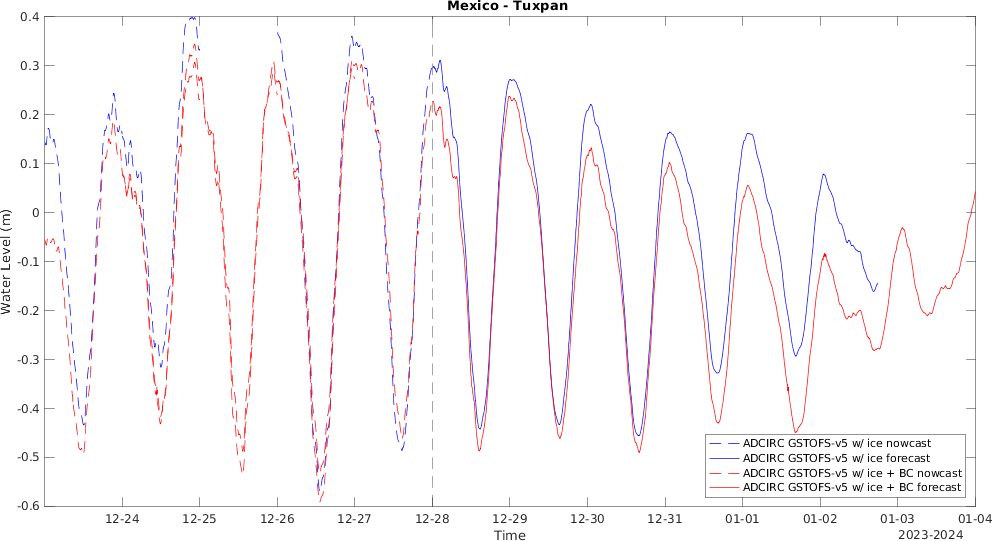 Mexico - Tuxpan
Water Level (m)
0.4
0.3
0.2
0.1
0
-0.1
-0.2
-0.3
-0.4
-0.5
-0.6
ADCIRC GSTOFS-v5 w/ ice nowcast
ADCIRC GSTOFS-v5 w/ ice forecast
ADCIRC GSTOFS-v5 w/ ice + BC nowcast
ADCIRC GSTOFS-v5 w/ ice + BC forecast
12-24 12-25 12-26 12-27 12-28 12-29 12-30 12-31 01-01 01-02 01-03 01-04
Time
2023-2024